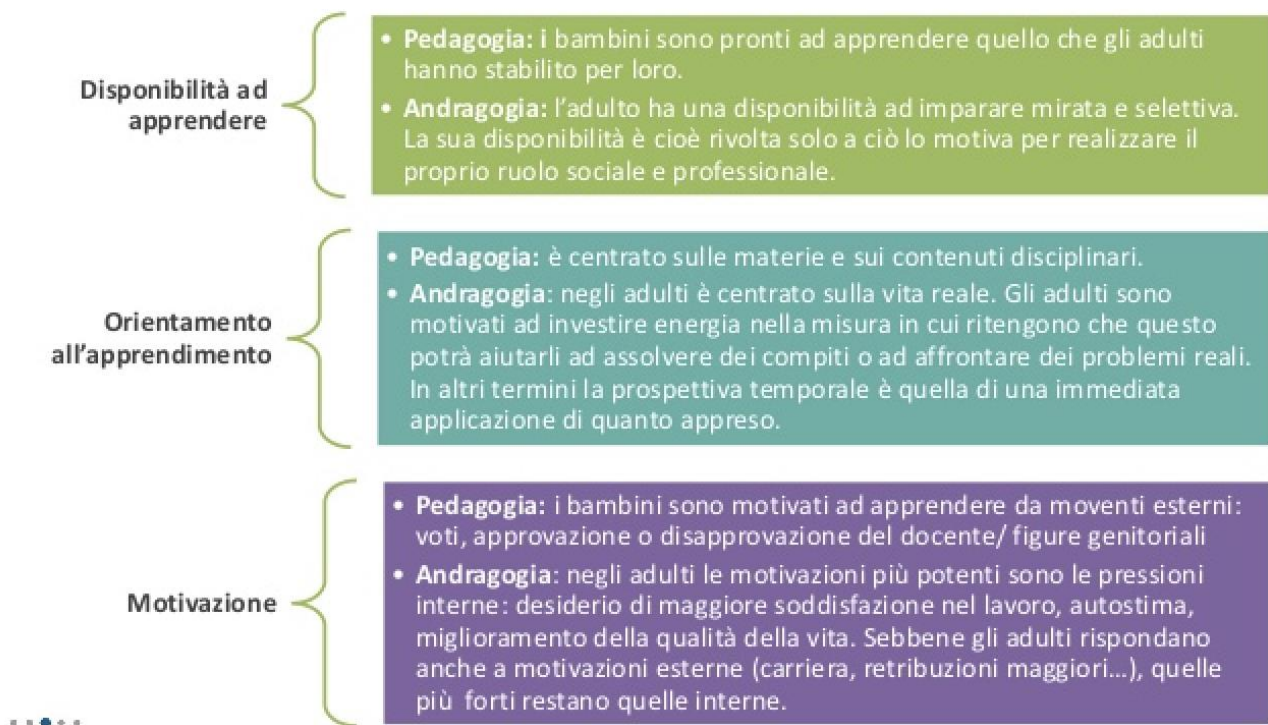 Disponibilità ad
apprendere
• Pedagogia: i bambini sono pronti ad apprendere quello che gli adulti
hanno stabilito per loro.
• Andragogia: l'adulto ha una disponibilità ad imparare mirata e selettiva.
La sua disponibilità è cioè rivolta solo a ciò lo motiva per realizzare il
proprio ruolo sociale e professionale.
Orientamento
all'apprendimento
• Pedagogia: è centrato sulle materie e sui contenuti disciplinari.
• Andragogia: negli adulti è centrato sulla vita reale. Gli adulti sono
motivati ad investire energia nella misura in cui ritengono che questo
potrà aiutarli ad assolvere dei compiti o ad affrontare dei problemi reali.
In altri termini la prospettiva temporale è quella di una immediata
applicazione di quanto appreso.
Motivazione
• Pedagogia: i bambini sono motivati ad apprendere da moventi esterni:
voti, approvazione o disapprovazione del docente/ figure genitoriali
• Andragogia: negli adulti le motivazioni più potenti sono le pressioni
interne: desiderio di maggiore soddisfazione nel lavoro, autostima,
miglioramento della qualità della vita. Sebbene gli adulti rispondano
anche a motivazioni esterne (carriera, retribuzioni maggiori…), quelle
più forti restano quelle interne.